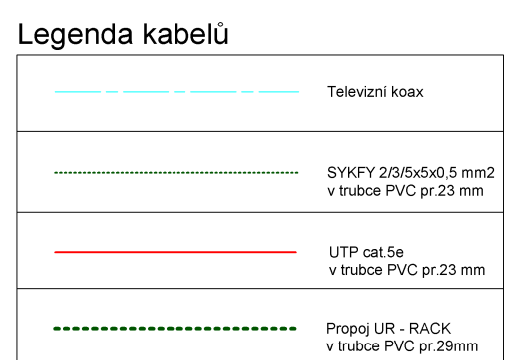 Legenda kabelů
Televizní koax
SYKFY 2/3/5x5x0,5 mm2
v trubce PVC pr.23 mm
UTP cat.5e
v trubce PVC pr.23 mm
Propoj UR - RACK
v trubce PVC pr.29mm